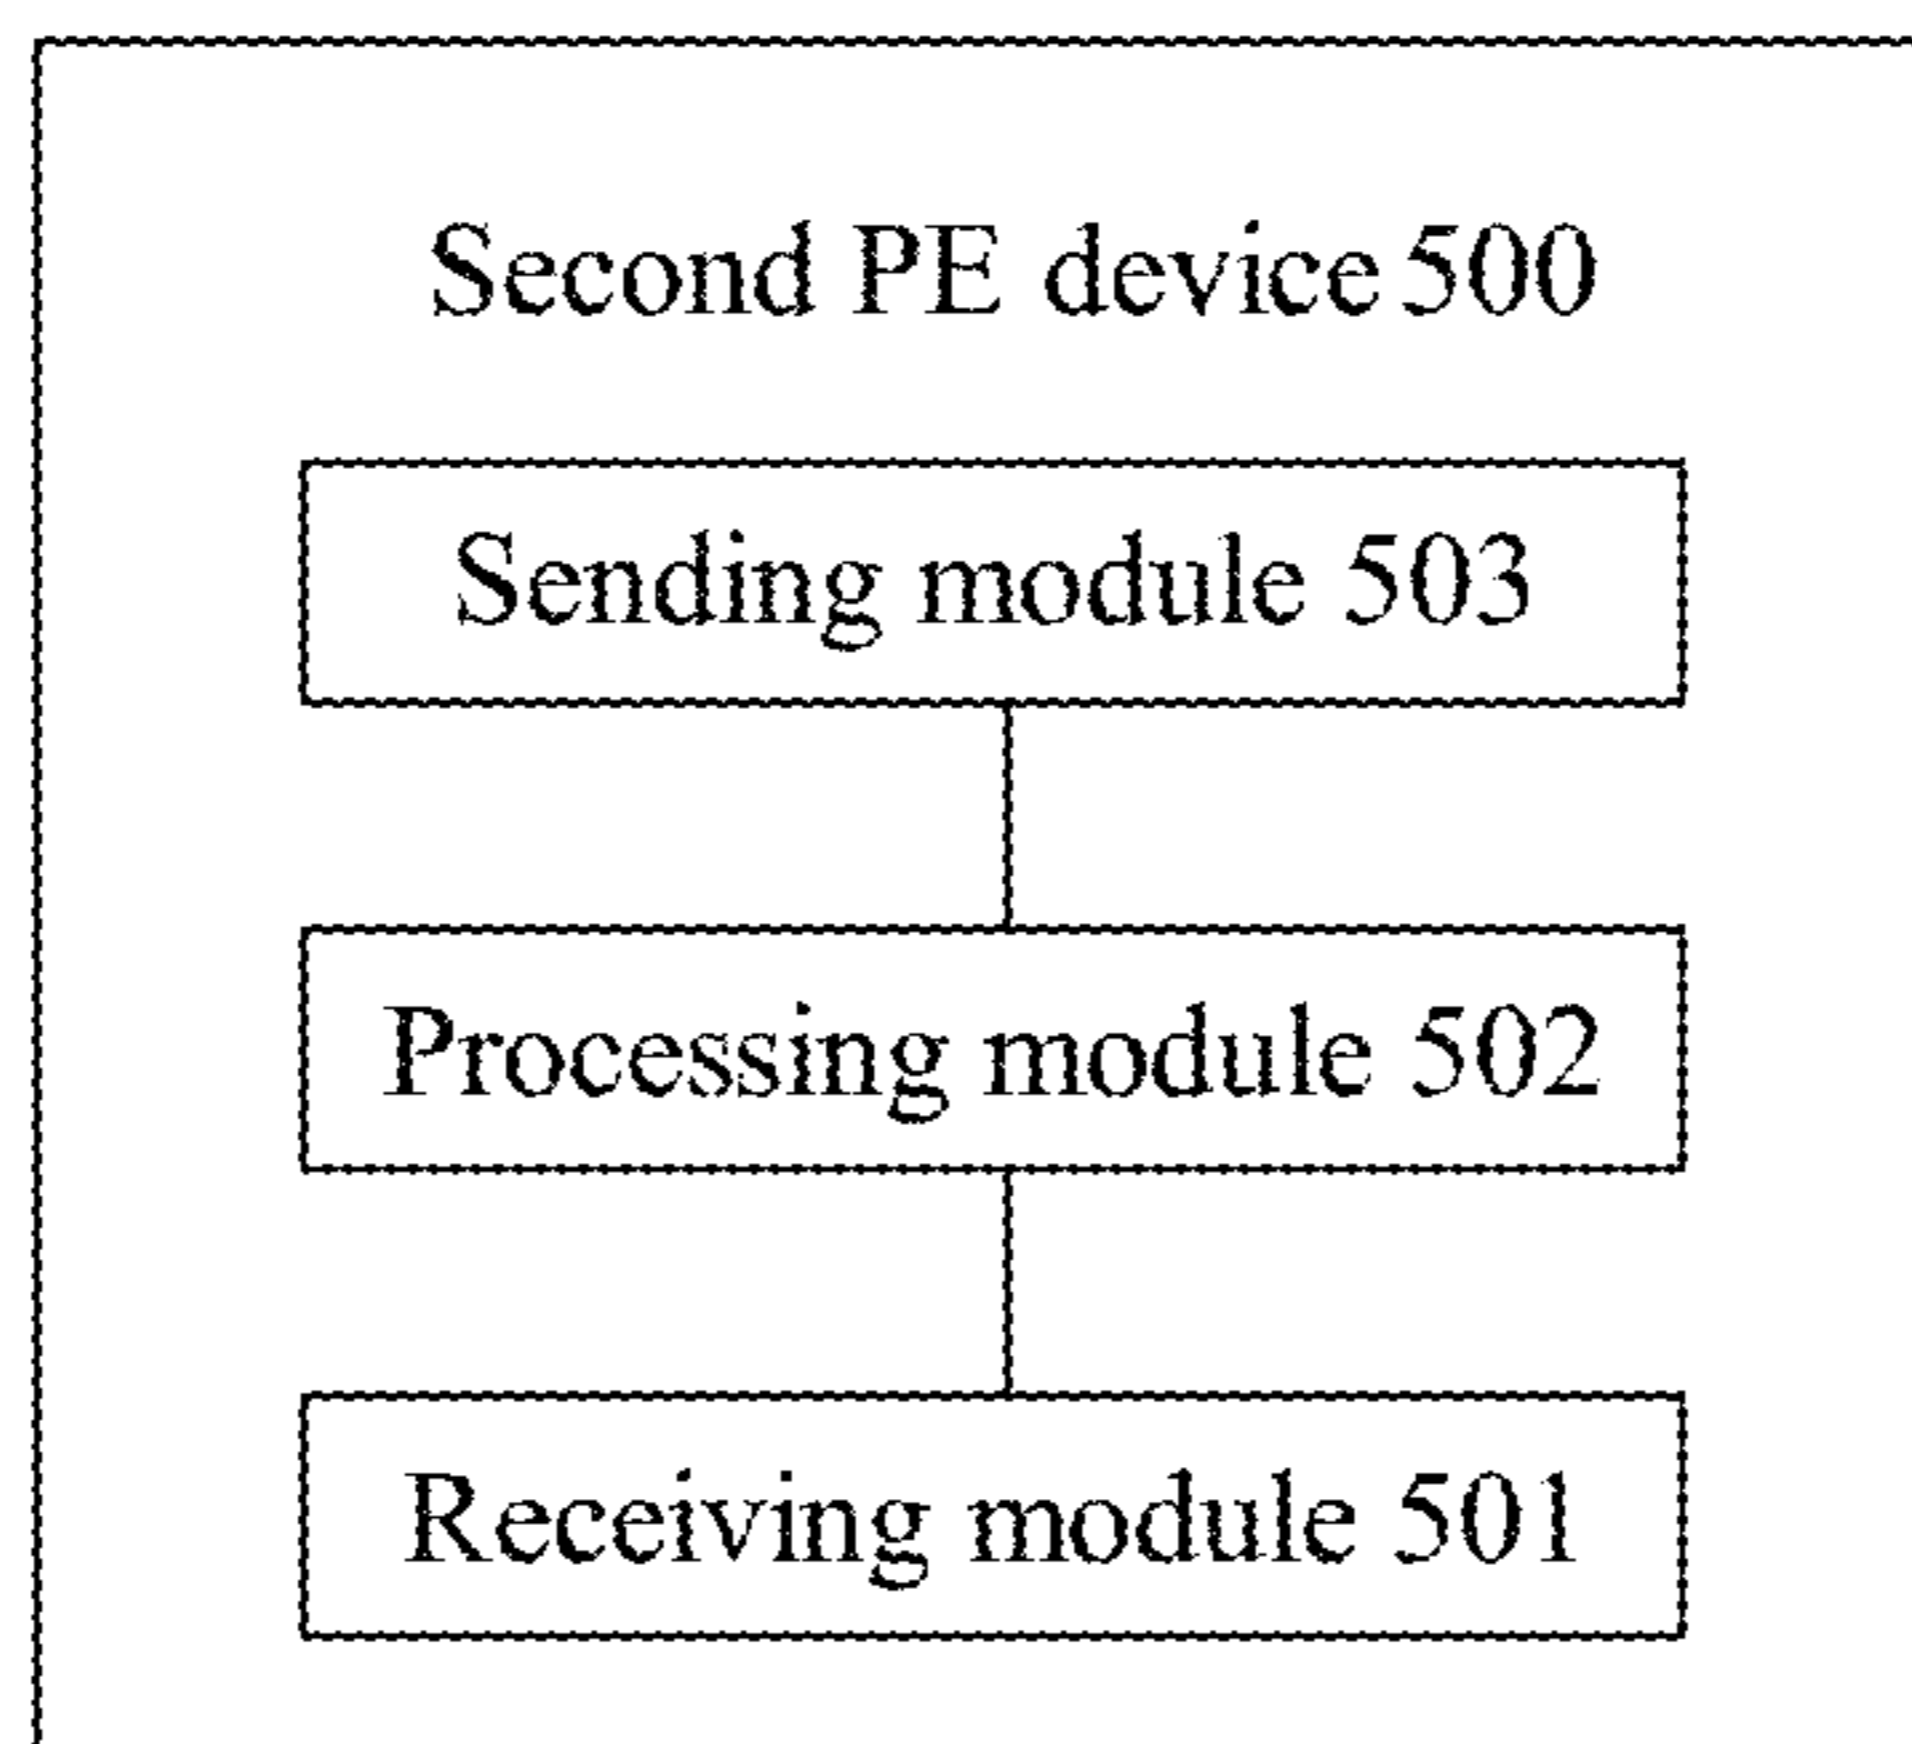 Second PE device 500
Sending module 503
Processing module 502
Receiving module 501